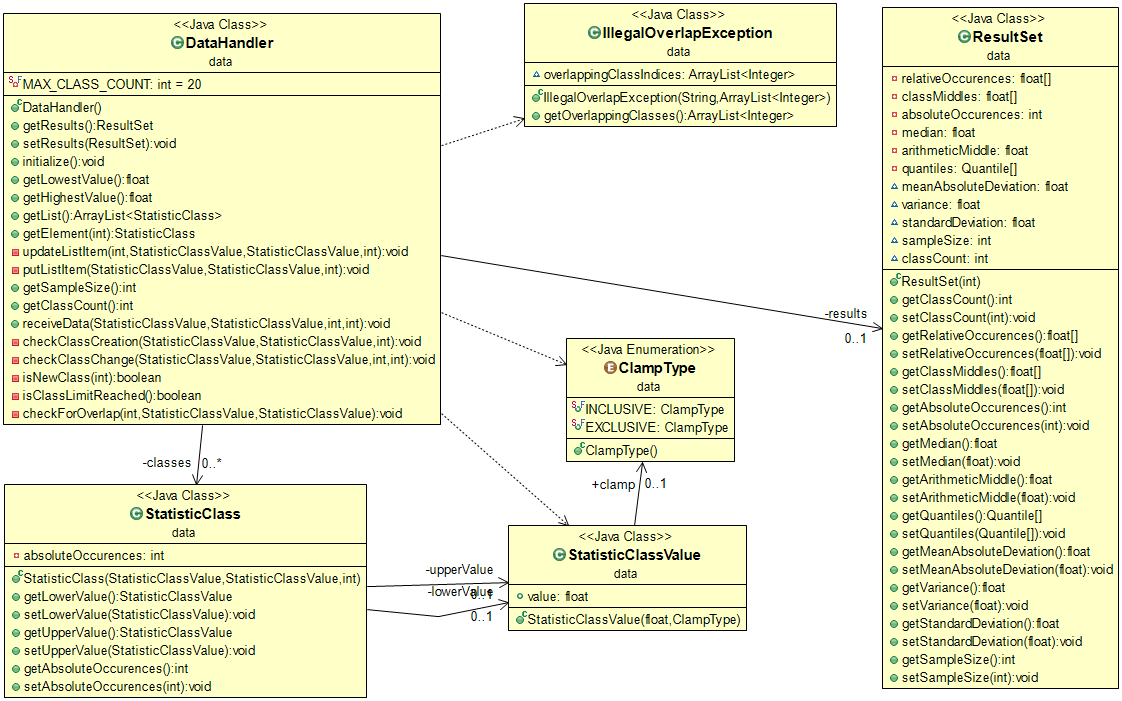 <<Java Class>>
DataHandler
data
MAX_CLASS_COUNT: int = 20
DataHandler()
getResults():ResultSet
setResults(ResultSet):void
initialize():void
getLowestValue():float
getHighestValue():float
getList():ArrayList<StatisticClass>
getElement(int):StatisticClass
updateListItem(int,StatisticClassValue,StatisticClassValue,int):void
putListItem(StatisticClassValue,StatisticClassValue,int):void
getSampleSize():int
getClassCount():int
receiveData(StatisticClassValue,StatisticClassValue,int,int):void
checkClassCreation(StatisticClassValue,StatisticClassValue,int):void
checkClassChange(StatisticClassValue,StatisticClassValue,int,int):void
isNewClass(int):boolean
isClassLimitReached():boolean
checkForOverlap(int,StatisticClassValue,StatisticClassValue):void
<<Java Class>>
IllegalOverlapException
data
overlappingClassIndices: ArrayList<Integer>
IllegalOverlapException(String,ArrayList<Integer>)
getOverlappingClasses():ArrayList<Integer>
<<Java Class>>
ResultSet
data
relativeOccurences: float[]
classMiddles: float[]
absoluteOccurences: int
median: float
arithmeticMiddle: float
quantiles: Quantile[]
meanAbsoluteDeviation: float
variance: float
standardDeviation: float
sampleSize: int
classCount: int
ResultSet(int)
getClassCount():int
setClassCount(int):void
getRelativeOccurences():float[]
setRelativeOccurences(float[]):void
getClassMiddles():float[]
setClassMiddles(float[]):void
getAbsoluteOccurences():int
setAbsoluteOccurences(int):void
getMedian():float
setMedian(float):void
getArithmeticMiddle():float
setArithmeticMiddle(float):void
getQuantiles():Quantile[]
setQuantiles(Quantile[]):void
getMeanAbsoluteDeviation():float
setMeanAbsoluteDeviation(float):void
getVariance():float
setVariance(float):void
getStandardDeviation():float
setStandardDeviation(float):void
getSampleSize():int
setSampleSize(int):void
-results
0..1
<<Java Enumeration>>
ClampType
data
INCLUSIVE: ClampType
EXCLUSIVE: ClampType
ClampType()
+clamp 0..1
-classes 0..*
<<Java Class>>
StatisticClass
data
absoluteOccurences: int
StatisticClass(StatisticClassValue,StatisticClassValue,int)
getLowerValue():StatisticClassValue
setLowerValue(StatisticClassValue):void
getUpperValue():StatisticClassValue
setUpperValue(StatisticClassValue):void
getAbsoluteOccurences():int
setAbsoluteOccurences(int):void
-upperValue
-lowerValue
0..1
0..1
<<Java Class>>
StatisticClassValue
data
value: float
StatisticClassValue(float,ClampType)